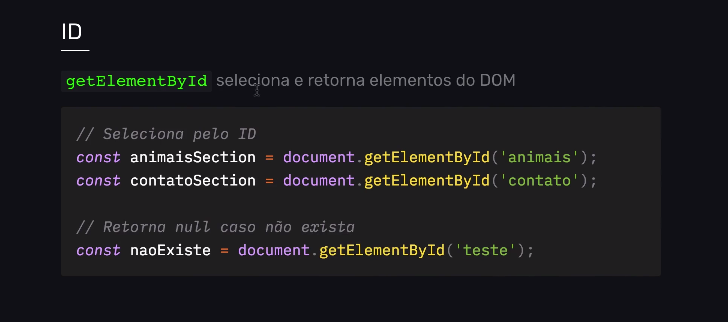 ID
getElementById seleciona e retorna elementos do DOM
// Seleciona pelo ID
const animaisSection = document.getElementById('animais');
const contatoSection = document.getElementById('contato');
// Retorna null caso não exista
const naoExiste = document.getElementById('teste');